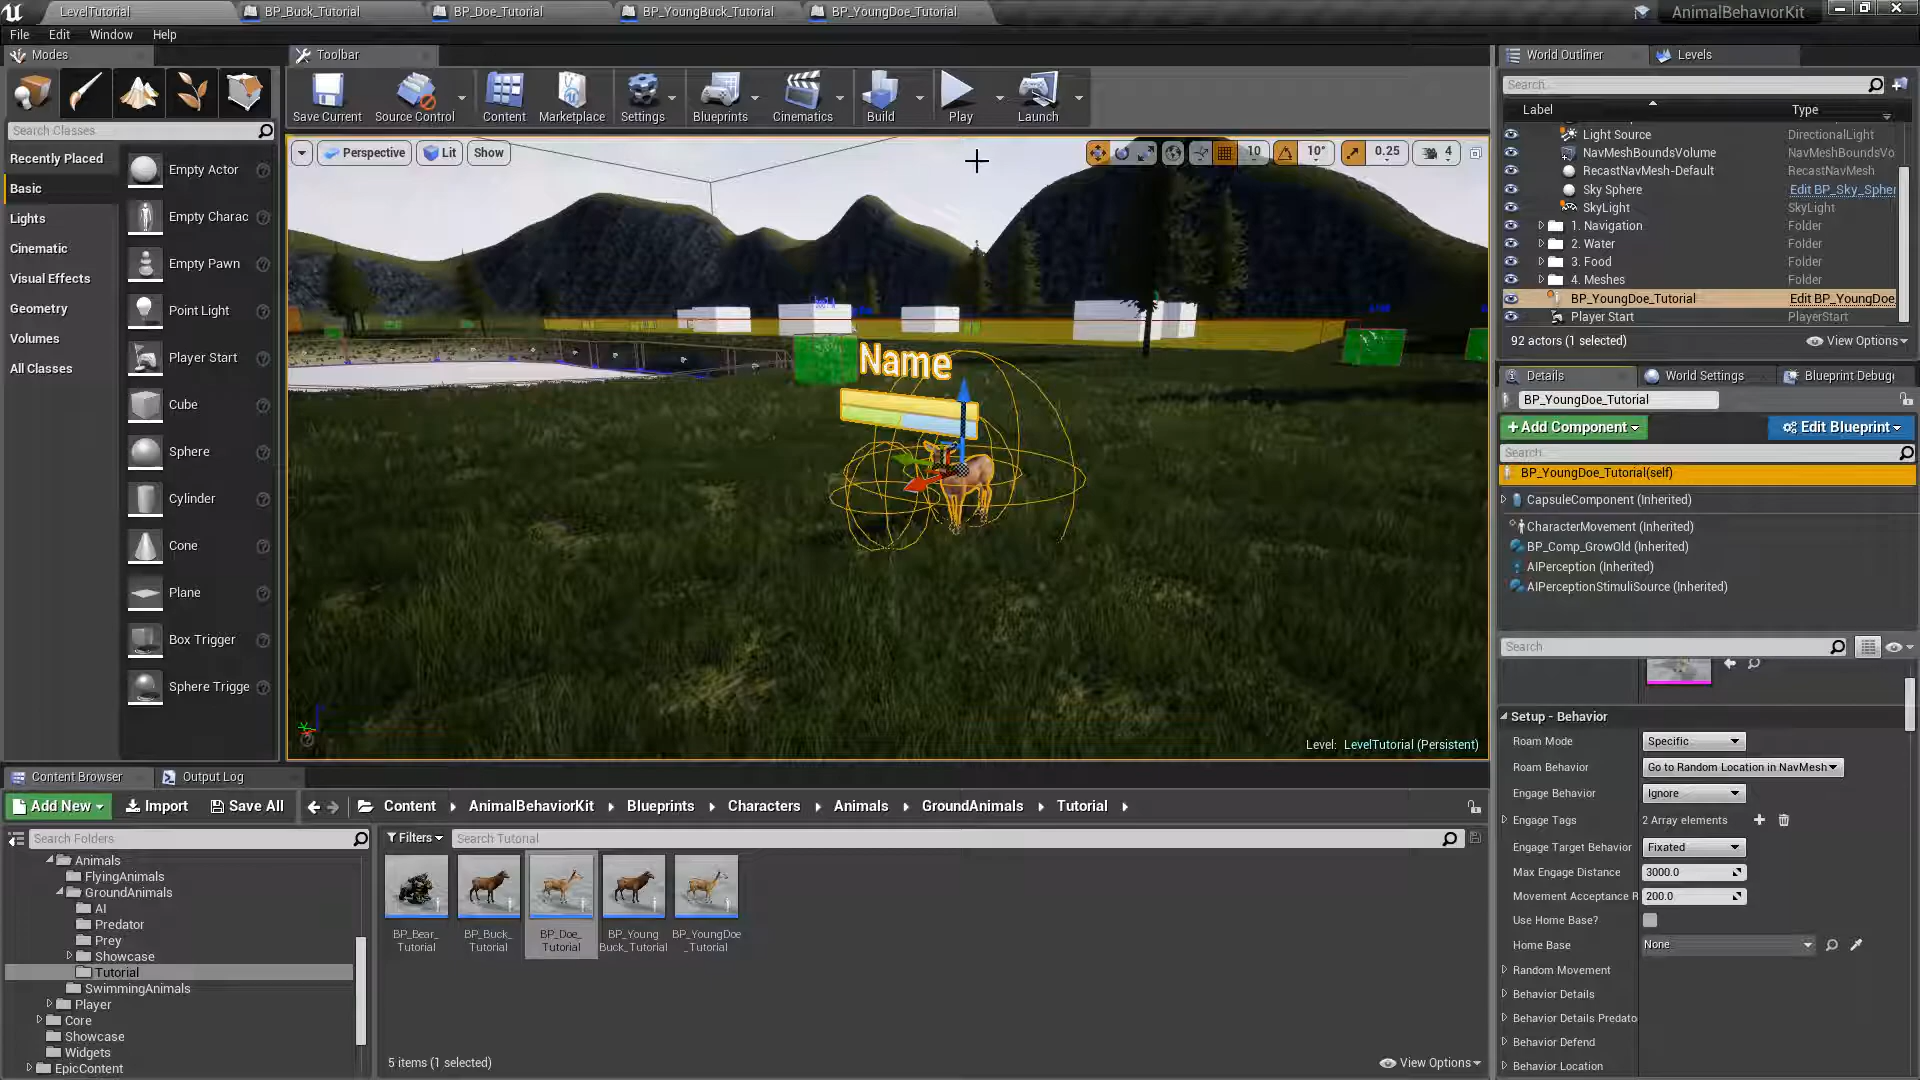 LevelTutorial
BP_Buck_Tutorial
BP_Doe_Tutorial
BP_YoungBuck_Tutorial
BP_YoungDoe_Tutorial
AnimalBehaviorKit
File Edit Window Help
Modes
Toolbar
World Outliner
Levels
Save Current
Source Control
Content
Marketplace
Settings
Blueprints
Cinematics
Build
Play
Launch
Search Classes
Recently Placed
Basic
Lights
Cinematic
Visual Effects
Geometry
Volumes
All Classes
Empty Actor
Empty Charac
Empty Pawn
Point Light
Player Start
Cube
Sphere
Cylinder
Cone
Plane
Box Trigger
Sphere Trigge
Perspective
Lit
Show
10
10°
0.25
4
Name
Level: LevelTutorial (Persistent)
Search...
Label Type
Light Source DirectionalLight
NavMeshBoundsVolume NavMeshBoundsVo
RecastNavMesh-Default RecastNavMesh
Sky Sphere Edit BP_Sky_Spher
SkyLight SkyLight
1. Navigation Folder
2. Water Folder
3. Food Folder
4. Meshes Folder
BP_YoungDoe_Tutorial Edit BP_YoungDoe
Player Start PlayerStart
92 actors (1 selected)
View Options
Details
World Settings
Blueprint Debug
BP_YoungDoe_Tutorial
+Add Component
Edit Blueprint
Search
BP_YoungDoe_Tutorial(self)
CapsuleComponent (Inherited)
CharacterMovement (Inherited)
BP_Comp_GrowOld (Inherited)
AIPerception (Inherited)
AIPerceptionStimuliSource (Inherited)
Search
Setup - Behavior
Roam Mode Specific
Roam Behavior Go to Random Location in NavMesh
Engage Behavior Ignore
Engage Tags 2 Array elements
Engage Target Behavior Fixated
Max Engage Distance 3000.0
Movement Acceptance R 200.0
Use Home Base?
Home Base None
Random Movement
Behavior Details
Behavior Details Predato
Behavior Defend
Behavior Location
Content Browser
Output Log
Add New
Import
Save All
Content
AnimalBehaviorKit
Blueprints
Characters
Animals
GroundAnimals
Tutorial
Search Folders
Filters
Search Tutorial
Animals
FlyingAnimals
GroundAnimals
AI
Predator
Prey
Showcase
Tutorial
SwimmingAnimals
Player
Core
Showcase
Widgets
EpicContent
BP_Bear_
Tutorial
BP_Buck_
Tutorial
BP_Doe_
Tutorial
BP_Young
Buck_Tutorial
BP_YoungDoe
_Tutorial
5 items (1 selected)
View Options